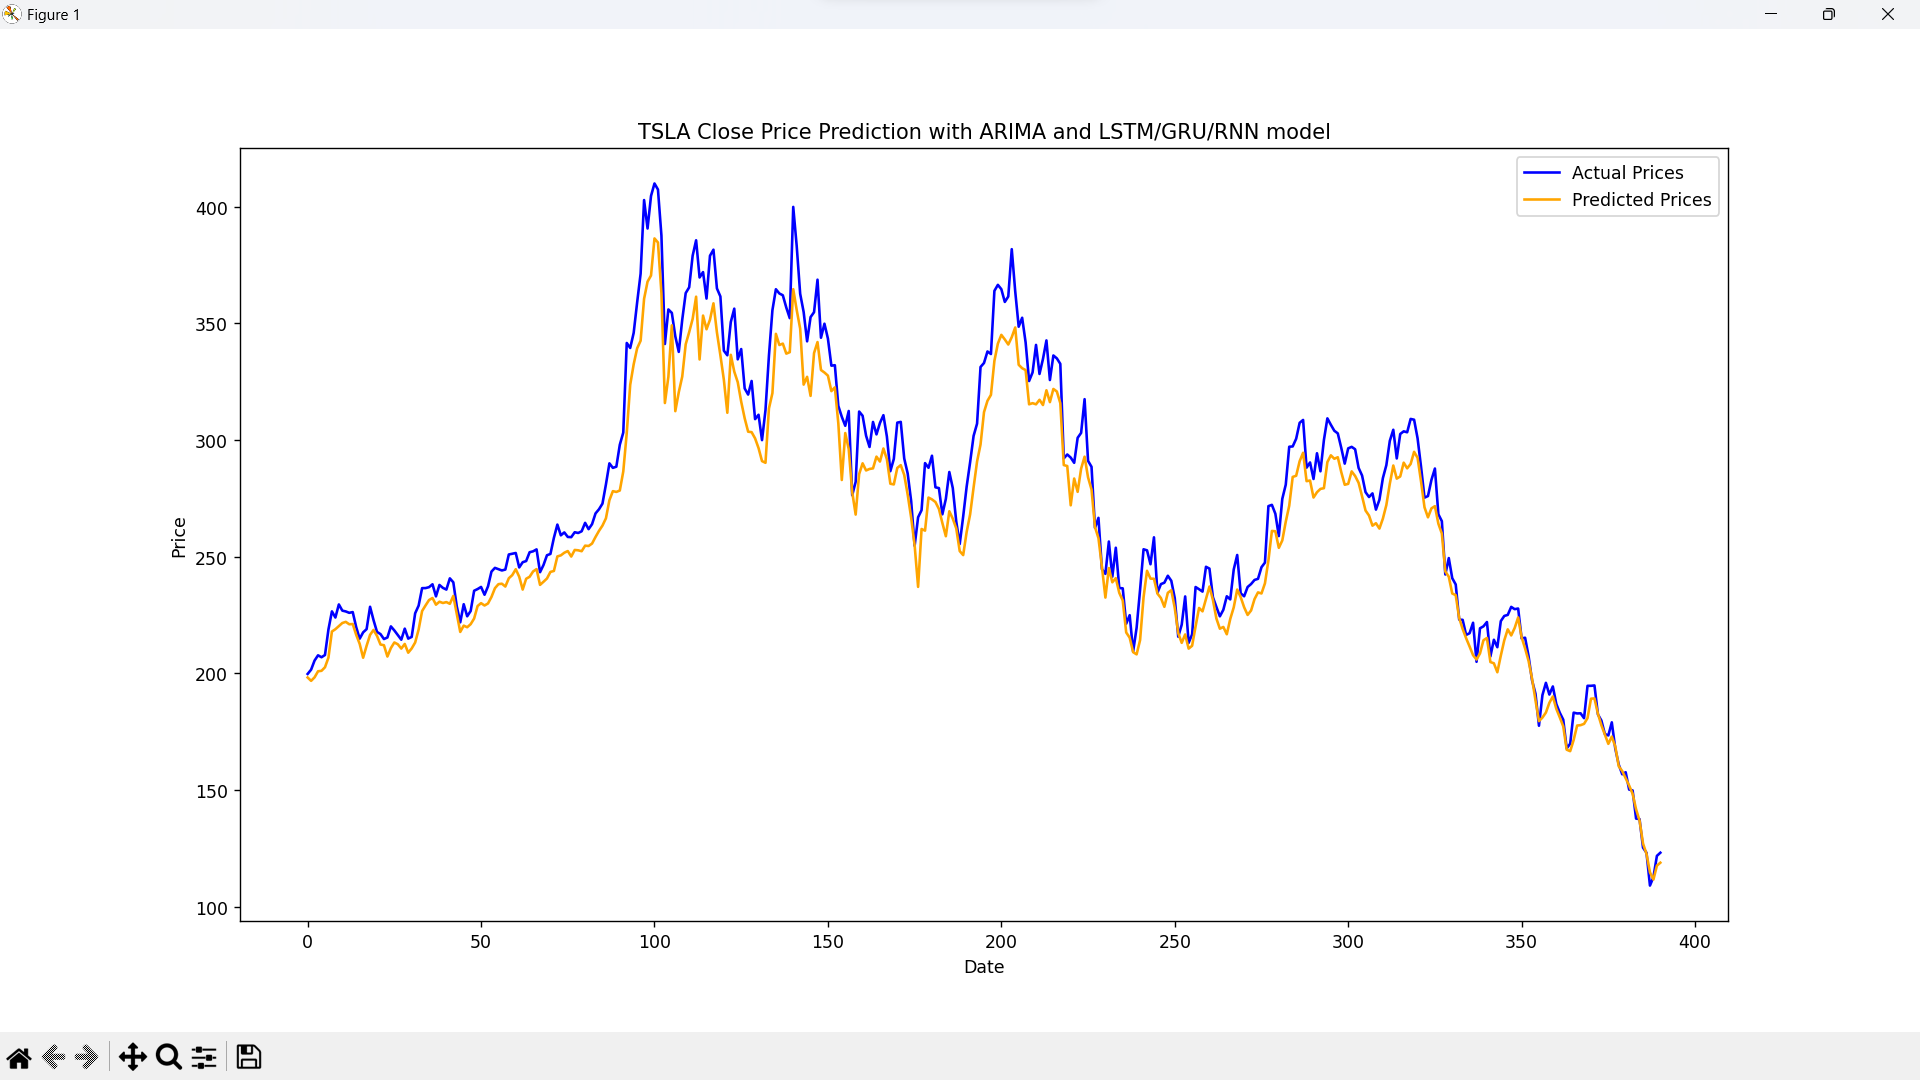 Figure 1
TSLA Close Price Prediction with ARIMA and LSTM/GRU/RNN model
Actual Prices
Predicted Prices
Price
400
350
300
250
200
150
100
0 50 100 150 200 250 300 350 400
Date